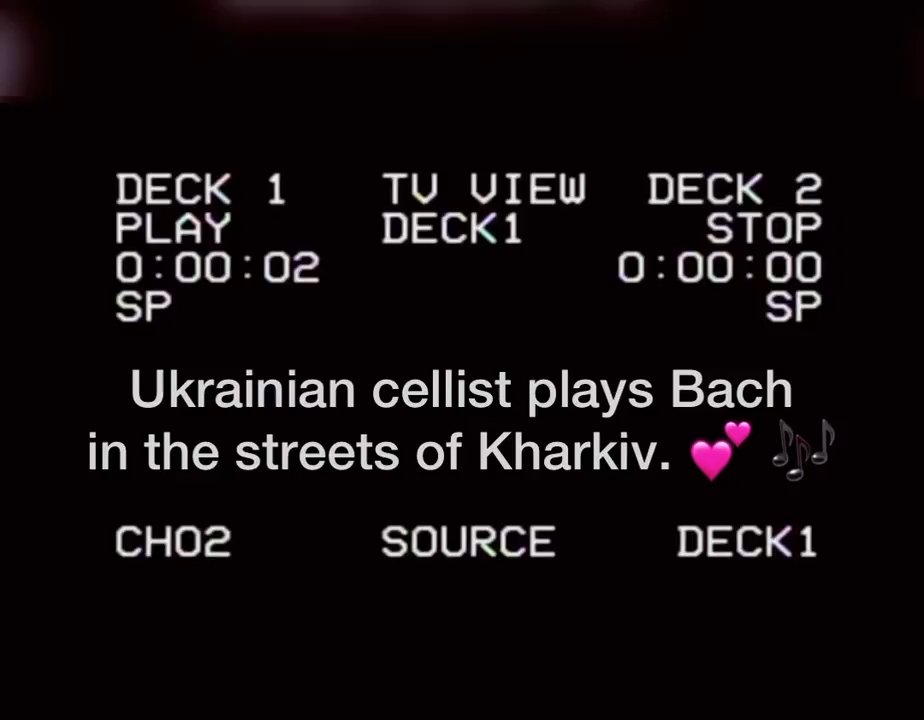 DECK 1 TV VIEW DECK 2
PLAY DECK1 STOP
0:00:02 0:00:00
SP SP
Ukrainian cellist plays Bach
in the streets of Kharkiv. 💕 🎶
CH02 SOURCE DECK1